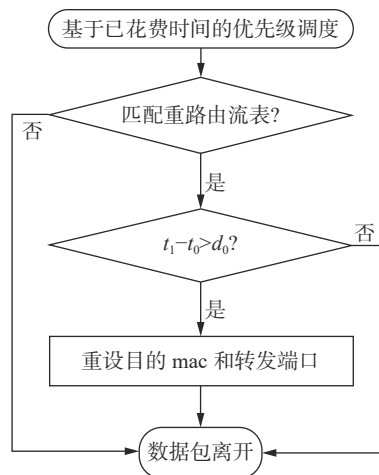 基于已花费时间的优先级调度
匹配重路由流表?
否
是
t₁−t₀>d₀?
否
是
重设目的 mac 和转发端口
数据包离开